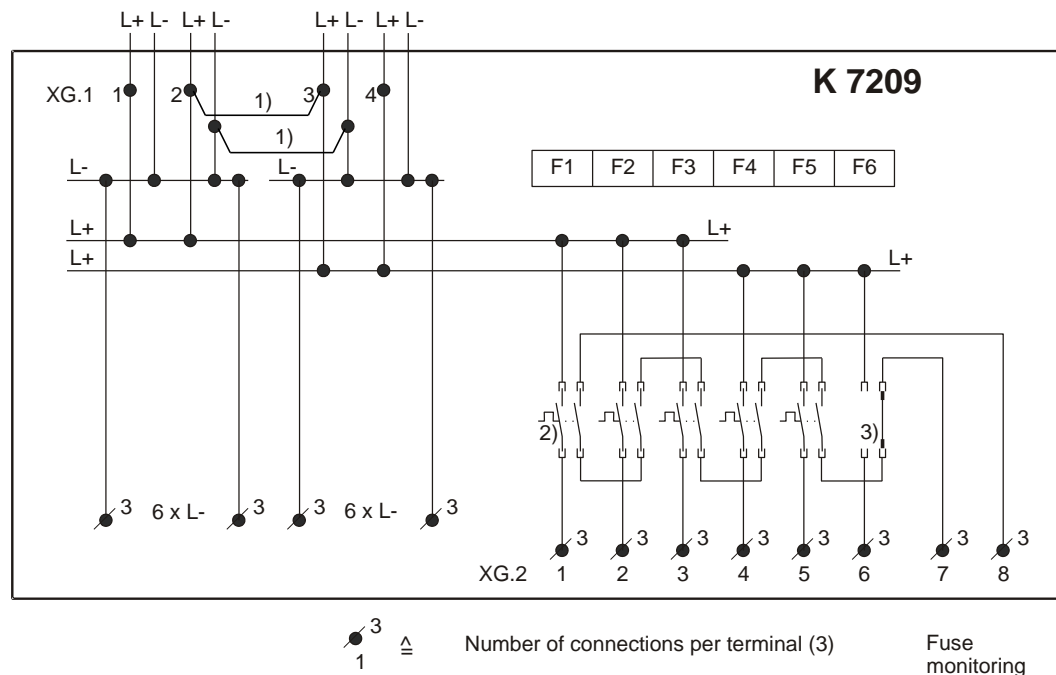 L+ L- L+ L- L+ L- L+ L-
K 7209
XG.1 1 2 1) 3 4
1)
F1 F2 F3 F4 F5 F6
L- L-
L+ L+
L+ L+
2) 3)
3 6 x L- 3 3 6 x L- 3
3 3 3 3 3 3 3 3
XG.2 1 2 3 4 5 6 7 8
3
1 ≙ Number of connections per terminal (3) Fuse
monitoring